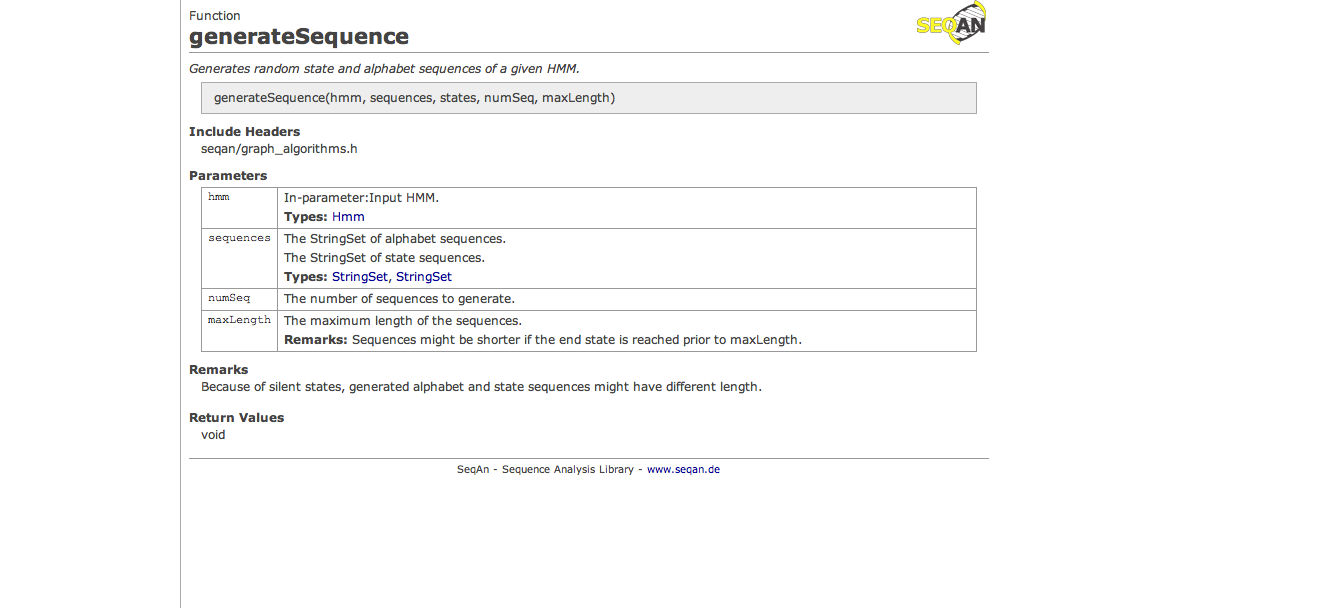 Function
SEQAN
generateSequence
Generates random state and alphabet sequences of a given HMM.
generateSequence(hmm, sequences, states, numSeq, maxLength)
Include Headers
seqan/graph_algorithms.h
Parameters
hmm
In-parameter:Input HMM.
Types: Hmm
sequences
The StringSet of alphabet sequences.
The StringSet of state sequences.
Types: StringSet, StringSet
numSeq
The number of sequences to generate.
maxLength
The maximum length of the sequences.
Remarks: Sequences might be shorter if the end state is reached prior to maxLength.
Remarks
Because of silent states, generated alphabet and state sequences might have different length.
Return Values
void
SeqAn - Sequence Analysis Library - www.seqan.de